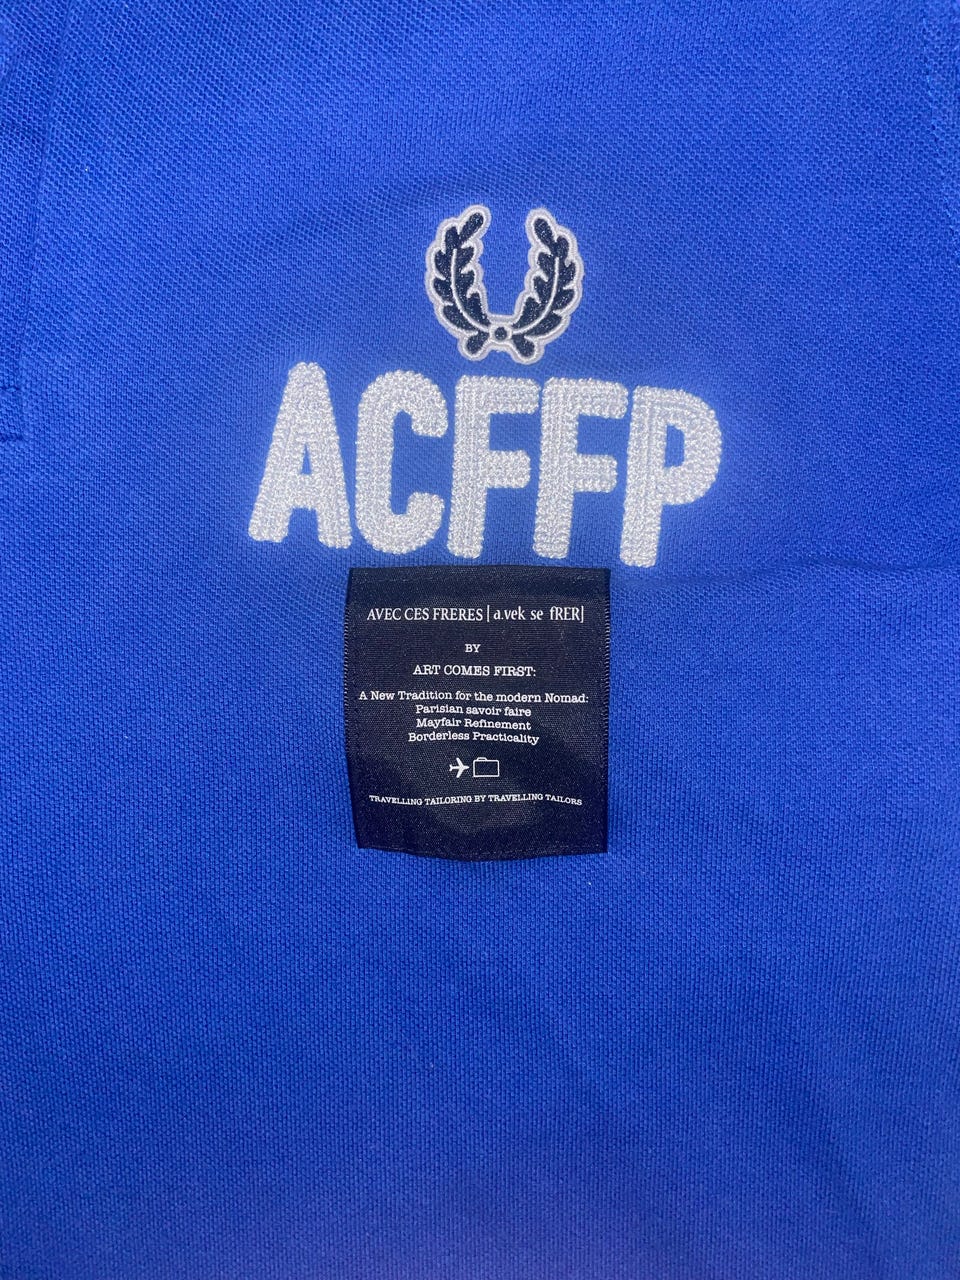 ACFFP
AVEC CES FRERES [a.vek se fRER]
BY
ART COMES FIRST:
A New Tradition for the modern Nomad:
Parisian savoir faire
Mayfair Refinement
Borderless Practicality
TRAVELLING TAILORING BY TRAVELLING TAILORS